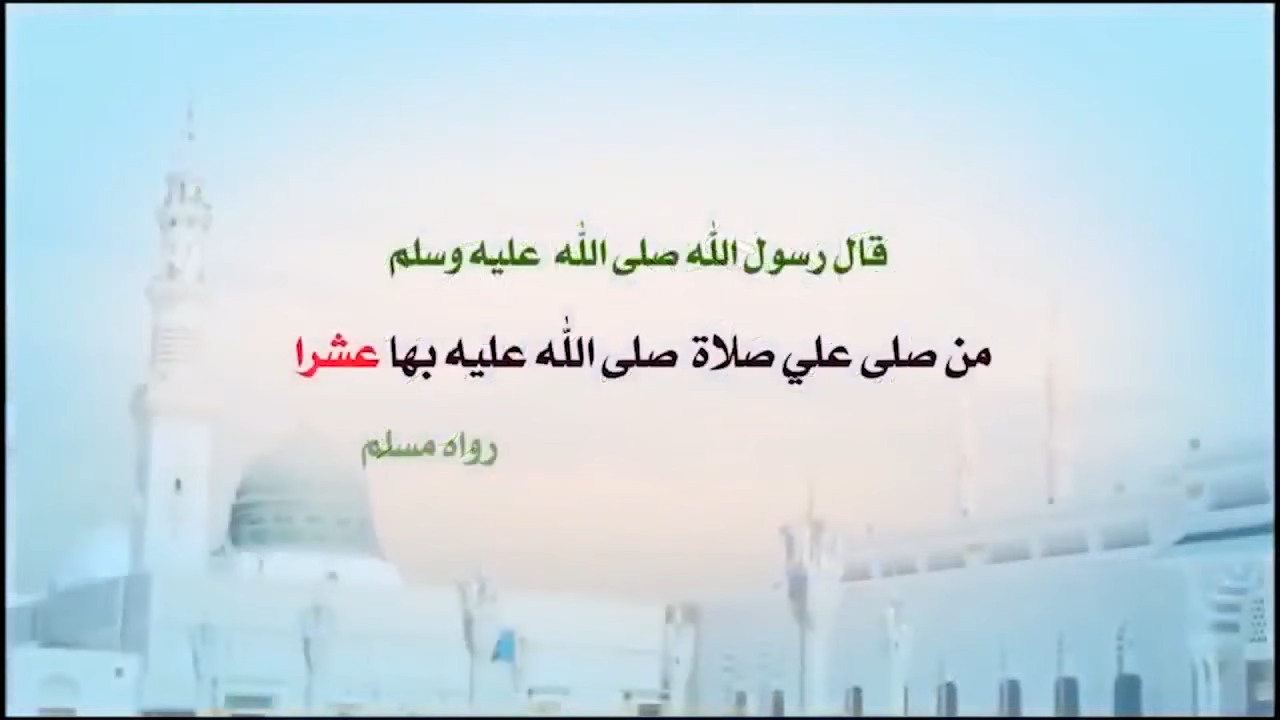 قال رسول الله صلى الله عليه وسلم
من صلى علي صلاة صلى الله عليه بها عشرا
رواه مسلم